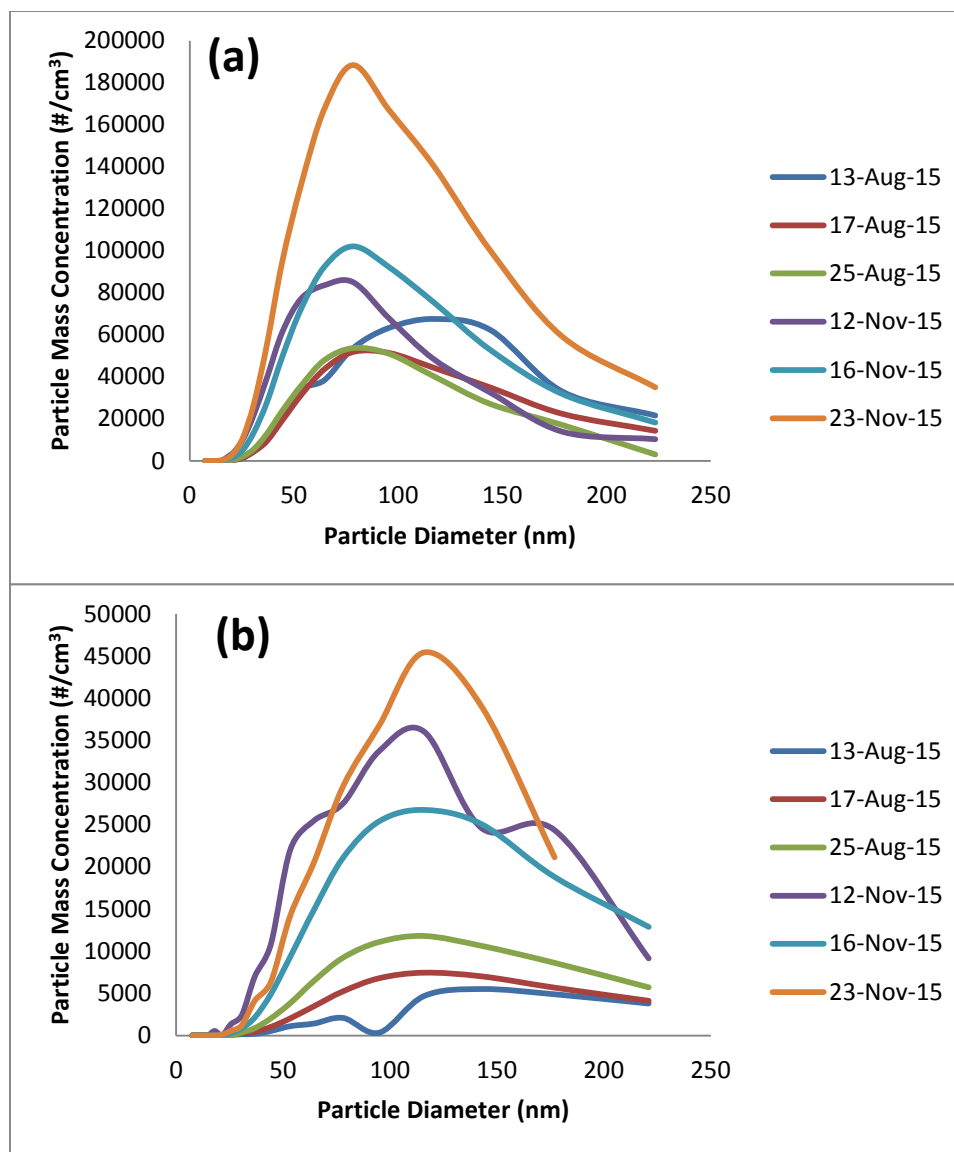 (a)
Particle Mass Concentration (#/cm³)
200000
180000
160000
140000
120000
100000
80000
60000
40000
20000
0
0 50 100 150 200 250
Particle Diameter (nm)
13-Aug-15
17-Aug-15
25-Aug-15
12-Nov-15
16-Nov-15
23-Nov-15
(b)
Particle Mass Concentration (#/cm³)
50000
45000
40000
35000
30000
25000
20000
15000
10000
5000
0
0 50 100 150 200 250
Particle Diameter (nm)
13-Aug-15
17-Aug-15
25-Aug-15
12-Nov-15
16-Nov-15
23-Nov-15